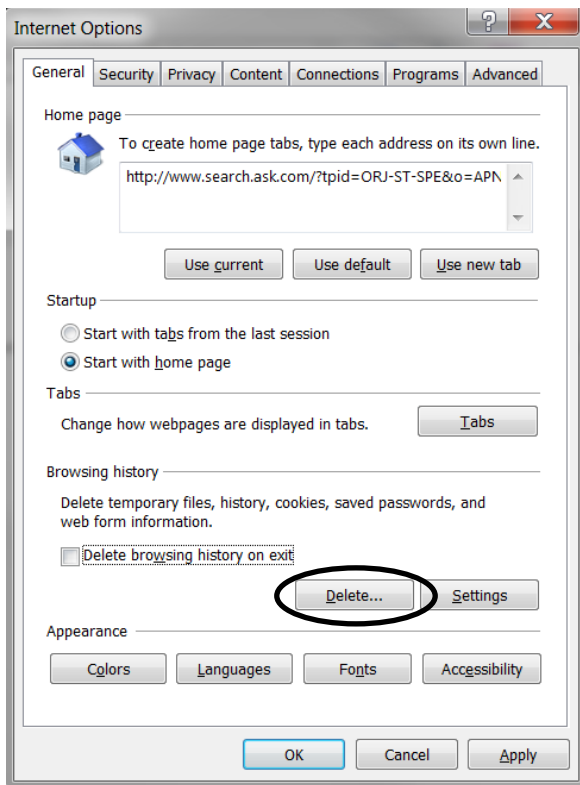 Internet Options
General Security Privacy Content Connections Programs Advanced
Home page
To create home page tabs, type each address on its own line.
http://www.search.ask.com/?tpid=ORJ-ST-SPE&o=APN
Use current Use default Use new tab
Startup
Start with tabs from the last session
Start with home page
Tabs
Change how webpages are displayed in tabs. Tabs
Browsing history
Delete temporary files, history, cookies, saved passwords, and
web form information.
Delete browsing history on exit
Delete... Settings
Appearance
Colors Languages Fonts Accessibility
OK Cancel Apply